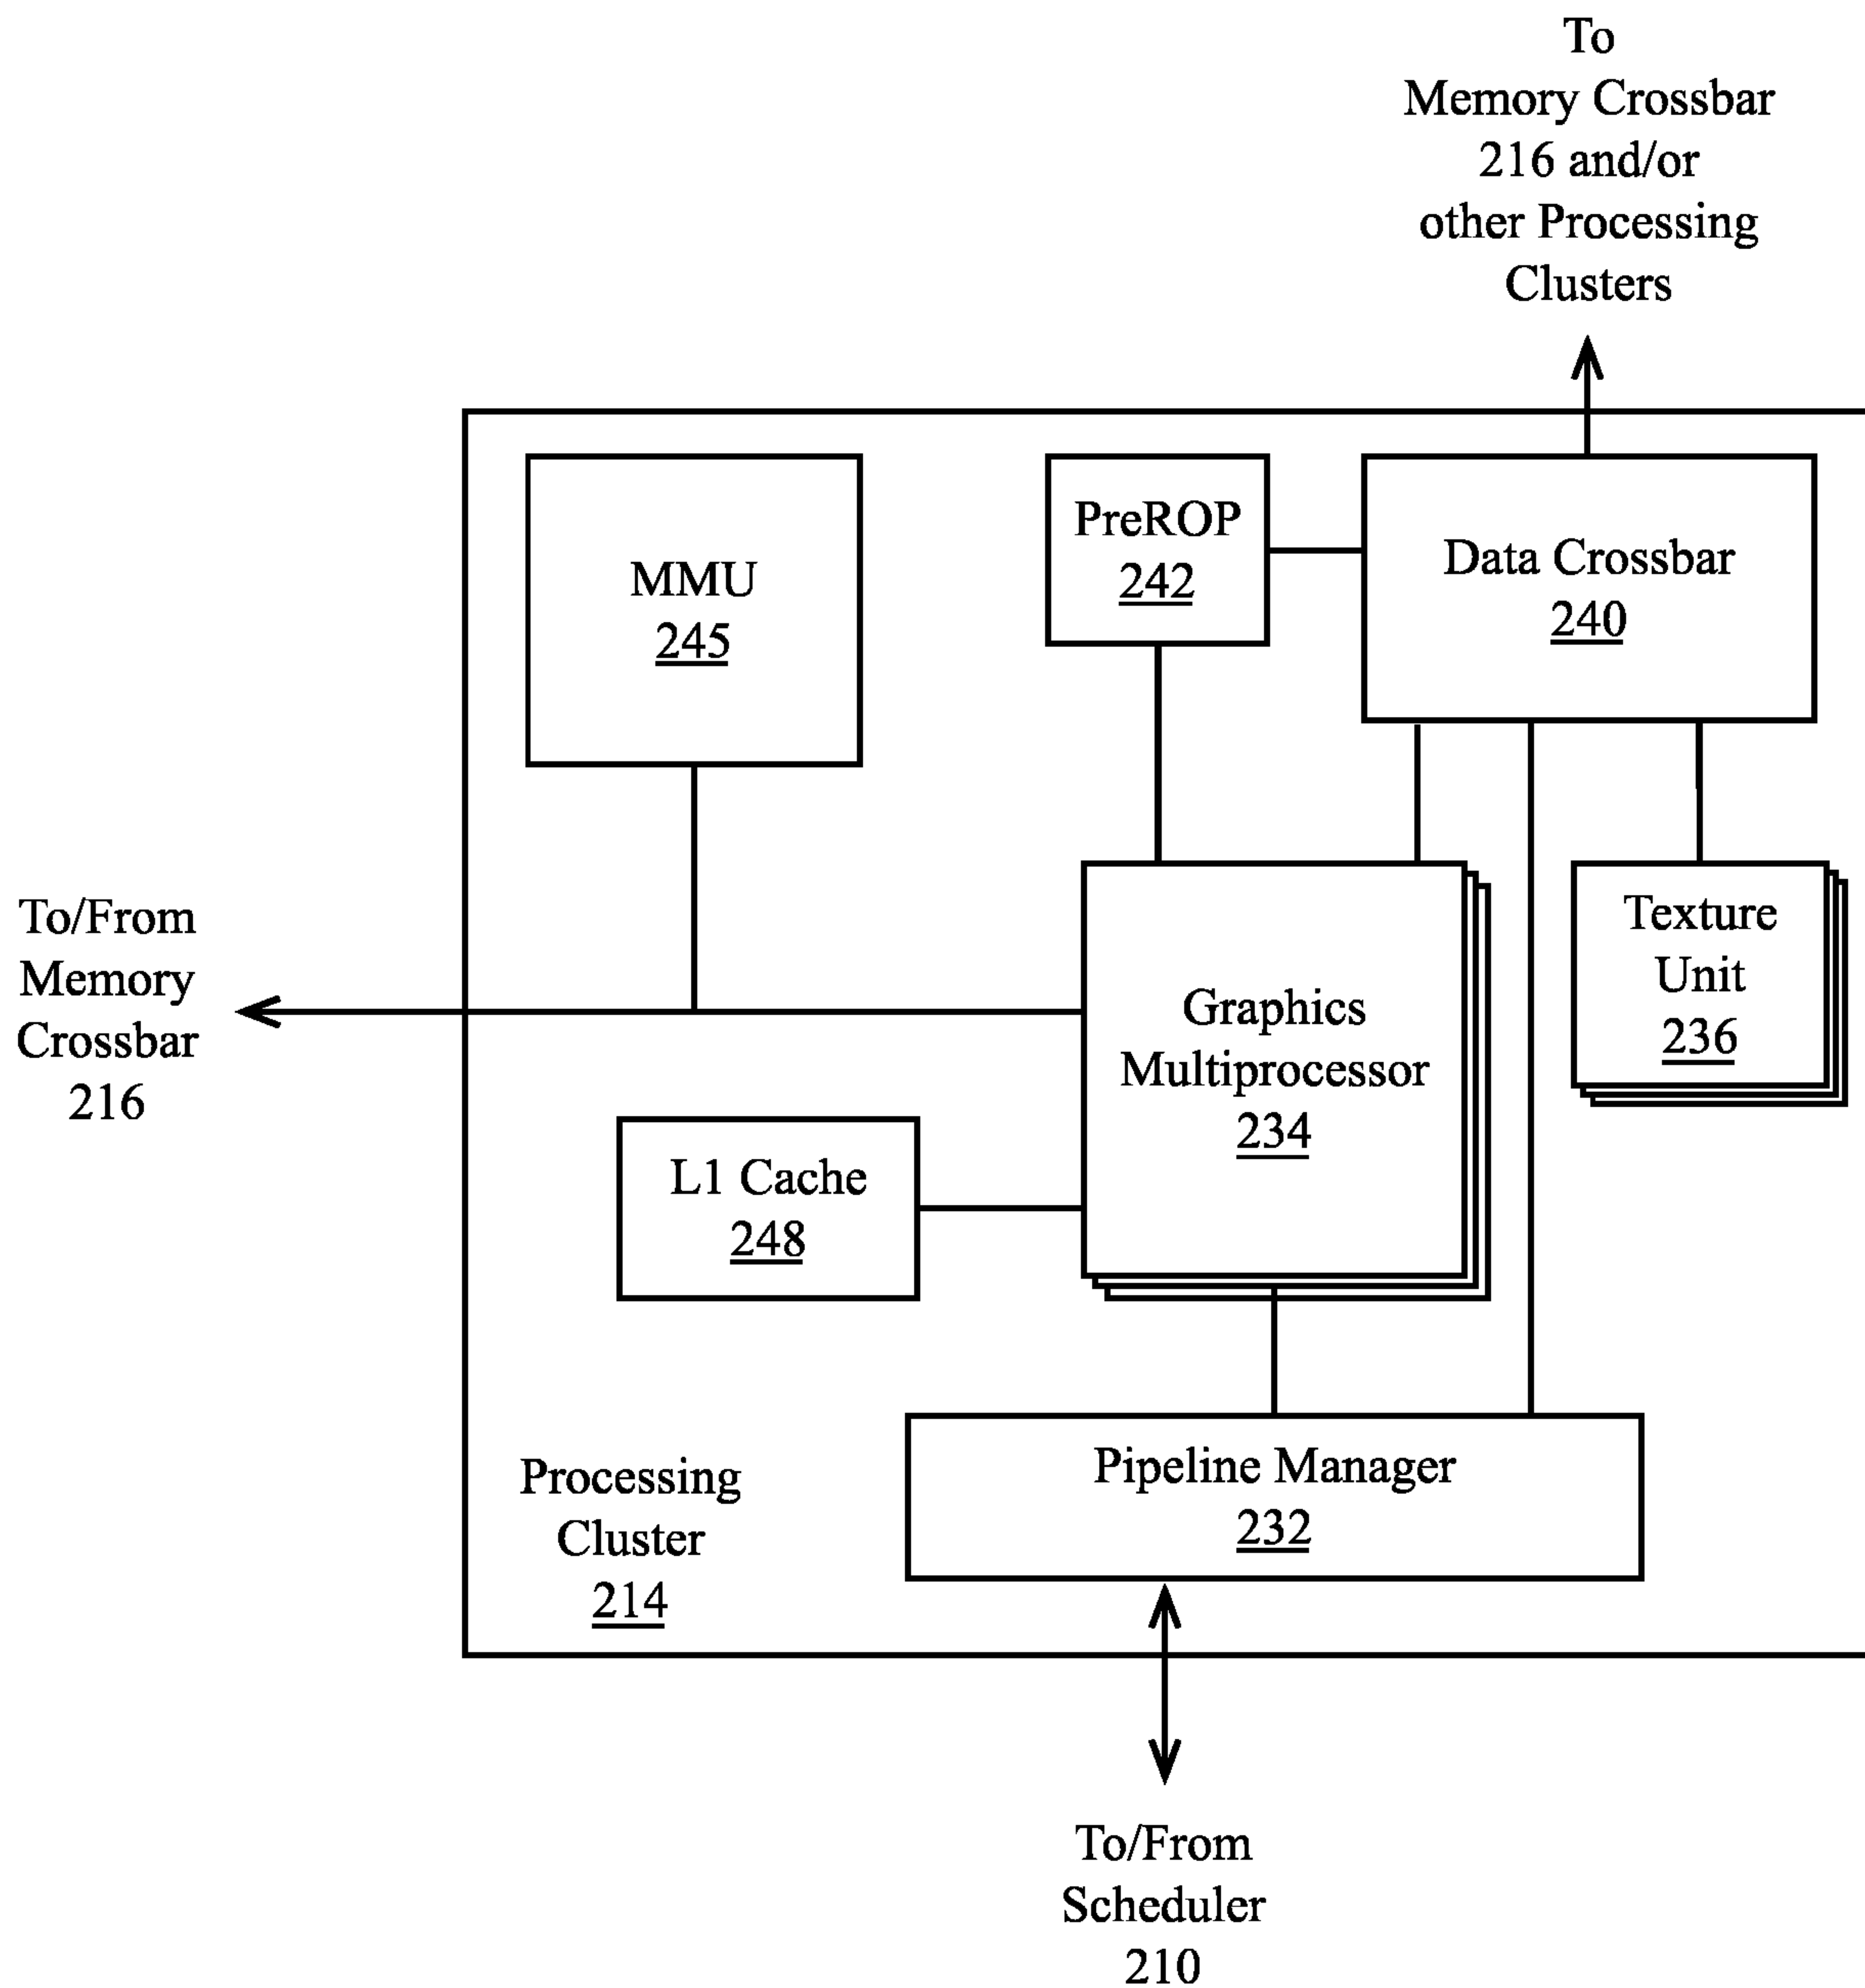 To
Memory Crossbar
216 and/or
other Processing
Clusters
MMU
245
PreROP
242
Data Crossbar
240
To/From
Memory
Crossbar
216
Graphics
Multiprocessor
234
Texture
Unit
236
L1 Cache
248
Pipeline Manager
232
Processing
Cluster
214
To/From
Scheduler
210